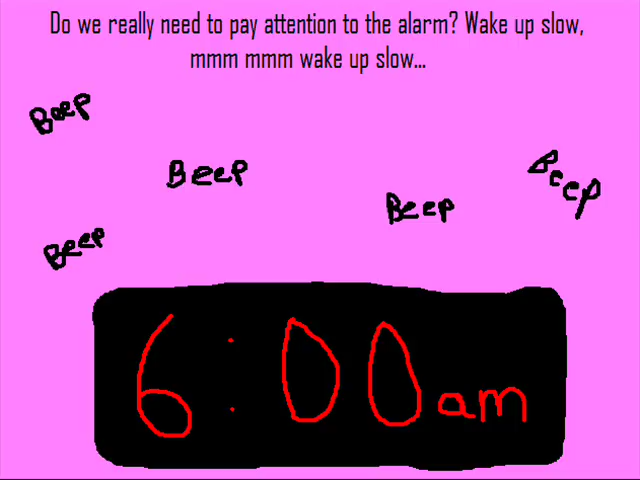 Do we really need to pay attention to the alarm? Wake up slow,
mmm mmm wake up slow...
Beep
Beep
Beep
Beep
Beep
6:00am